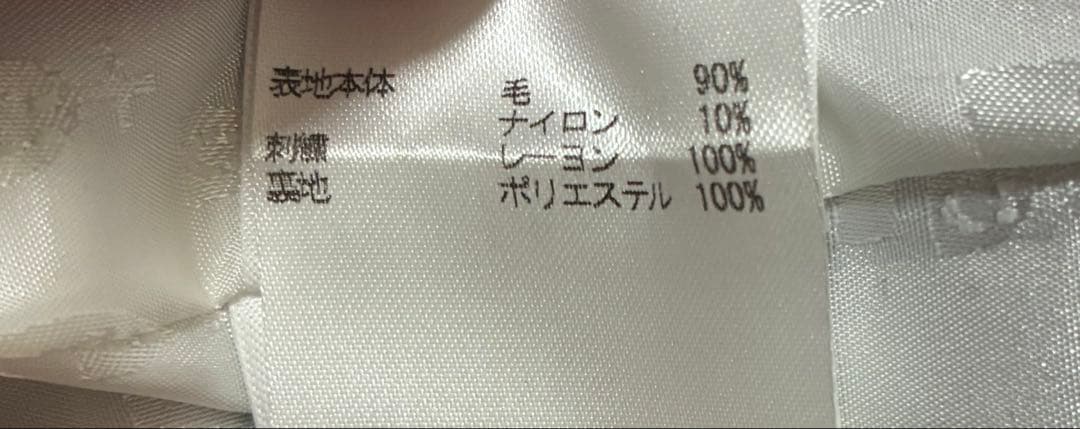 表地本体 毛 90%
ナイロン 10%
刺繍 レーヨン 100%
裏地 ポリエステル 100%